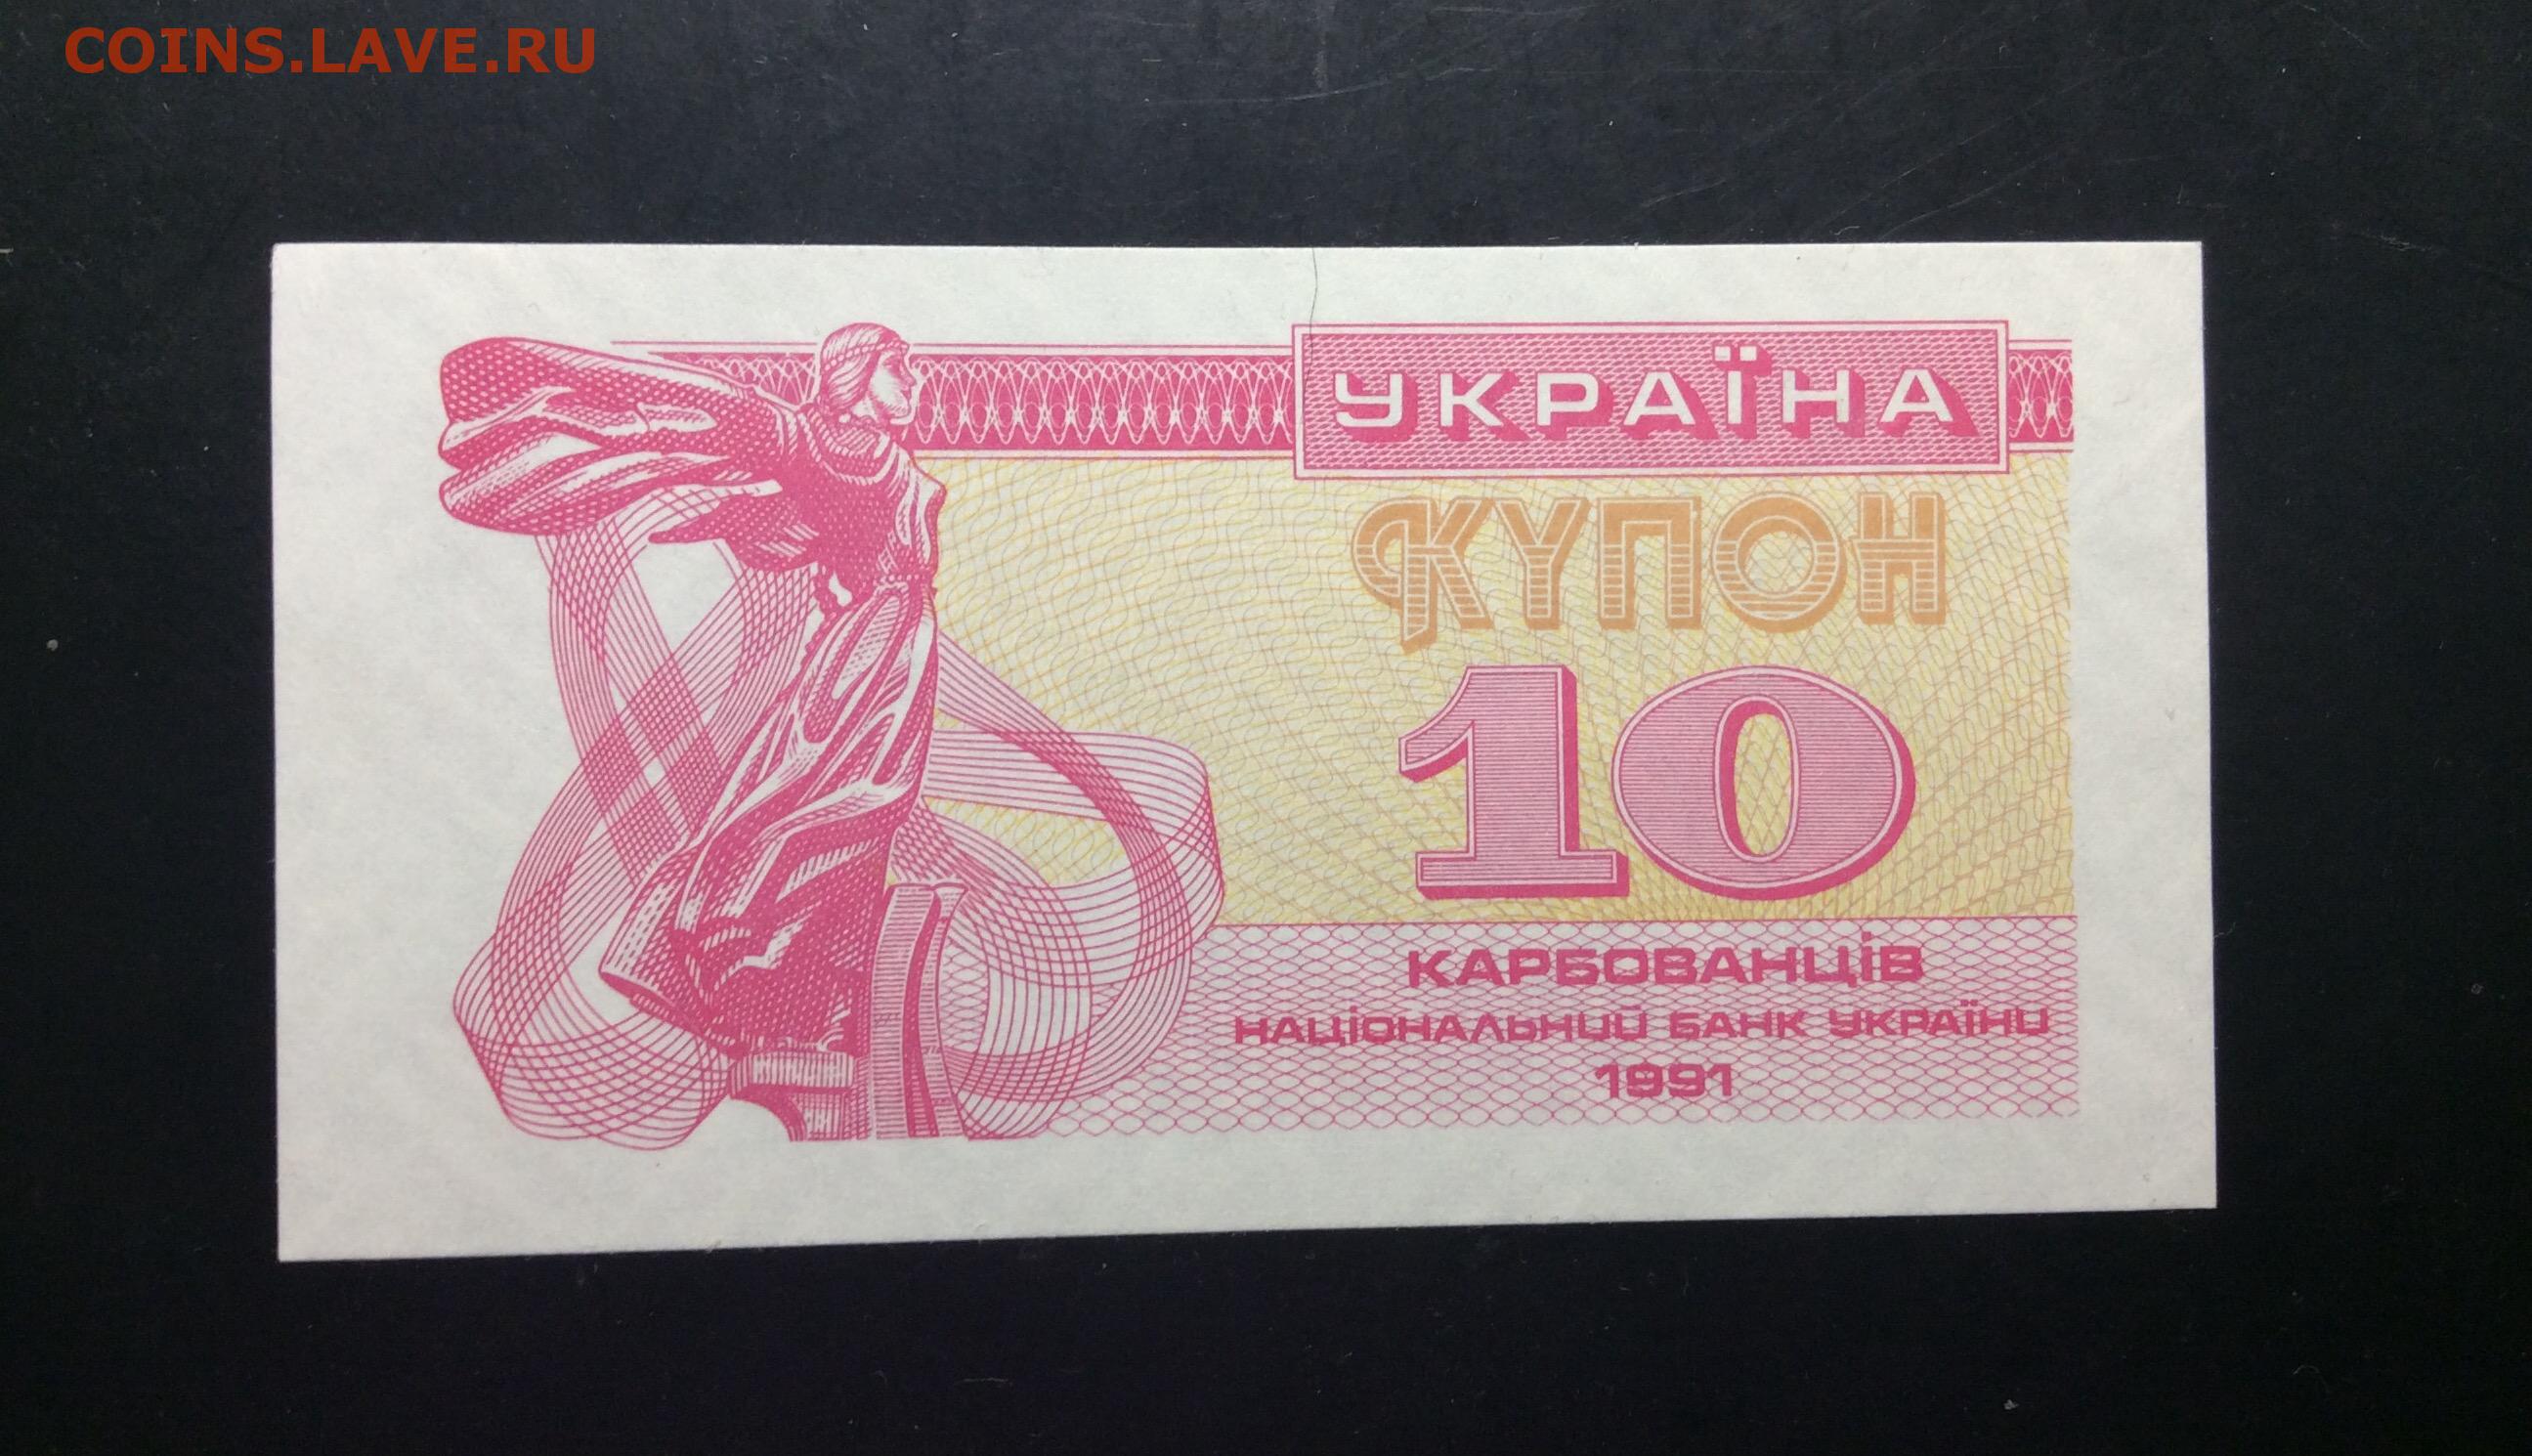 COINS.LAVE.RU
УКРАЇНА
КУПОН
10
КАРБОВАНЦіВ
НАЦіОНАЛЬНИЙ БАНК УКРАЇНИ
1991